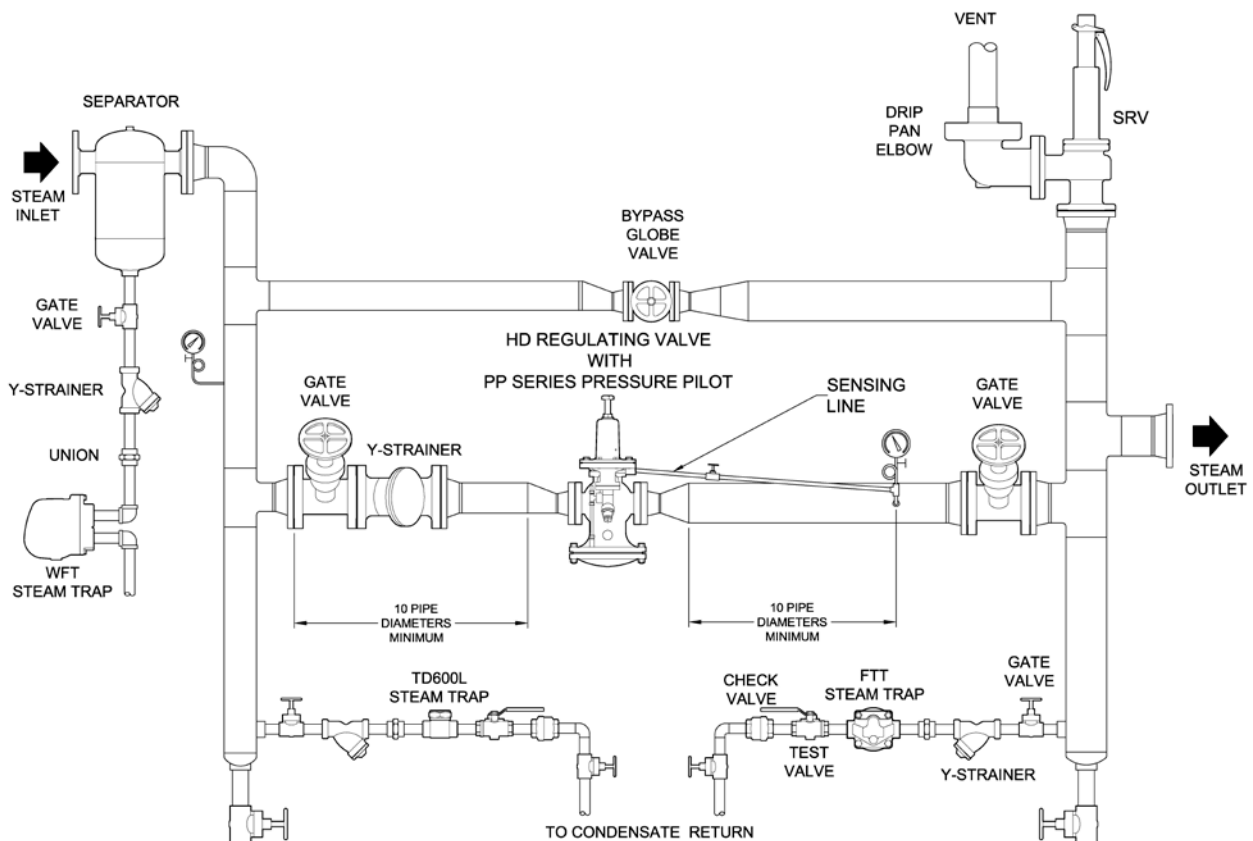 VENT
SEPARATOR
DRIP
PAN
ELBOW
SRV
STEAM
INLET
BYPASS
GLOBE
VALVE
GATE
VALVE
HD REGULATING VALVE
WITH
PP SERIES PRESSURE PILOT
Y-STRAINER
GATE
VALVE
SENSING
LINE
GATE
VALVE
UNION
Y-STRAINER
STEAM
OUTLET
WFT
STEAM TRAP
10 PIPE
DIAMETERS
MINIMUM
10 PIPE
DIAMETERS
MINIMUM
TD600L
STEAM TRAP
CHECK
VALVE
FTT
STEAM TRAP
GATE
VALVE
TEST
VALVE
Y-STRAINER
TO CONDENSATE RETURN